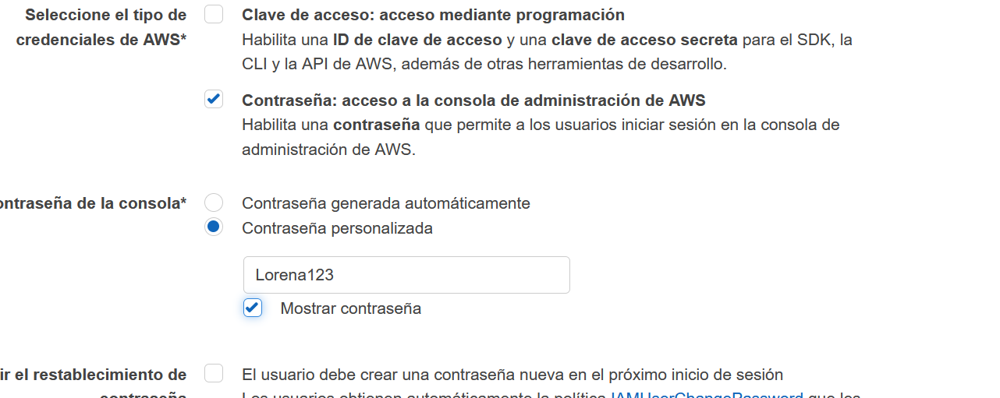 Seleccione el tipo de
credenciales de AWS*
Clave de acceso: acceso mediante programación
Habilita una ID de clave de acceso y una clave de acceso secreta para el SDK, la
CLI y la API de AWS, además de otras herramientas de desarrollo.
Contraseña: acceso a la consola de administración de AWS
Habilita una contraseña que permite a los usuarios iniciar sesión en la consola de
administración de AWS.
ontraseña de la consola*
Contraseña generada automáticamente
Contraseña personalizada
Lorena123
Mostrar contraseña
ir el restablecimiento de
contraseña
El usuario debe crear una contraseña nueva en el próximo inicio de sesión
Los usuarios obtienen automáticamente la política IAMUserChangePassword que les